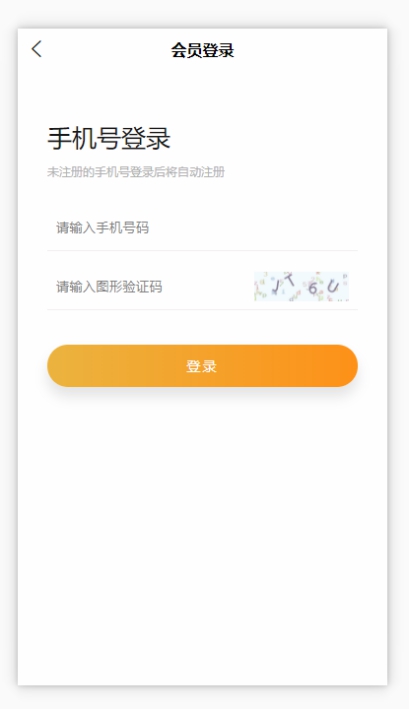 会员登录
手机号登录
未注册的手机号登录后将自动注册
请输入手机号码
请输入图形验证码
登录